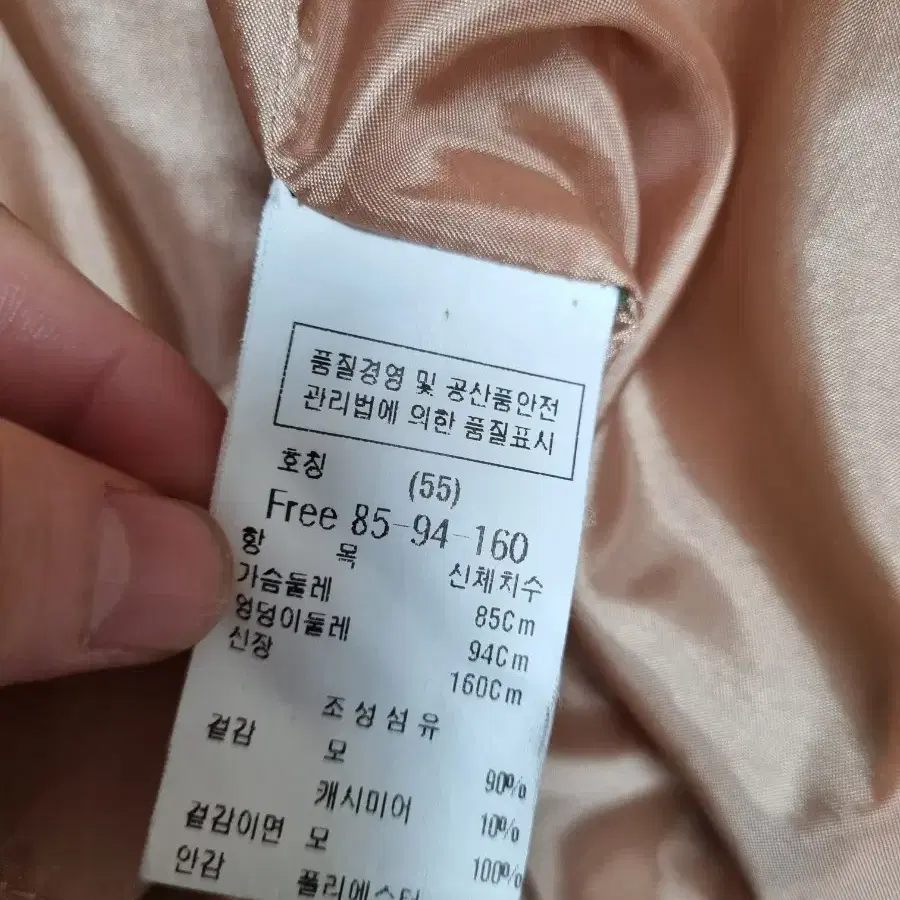 품질경영 및 공산품안전
관리법에 의한 품질표시
호칭 (55)
Free 85-94-160
항 목 신체치수
가슴둘레 85Cm
엉덩이둘레 94Cm
신장 160Cm
조성섬유
겉감 모 90%
캐시미어 10%
겉감이면 모 100%
안감 폴리에스터